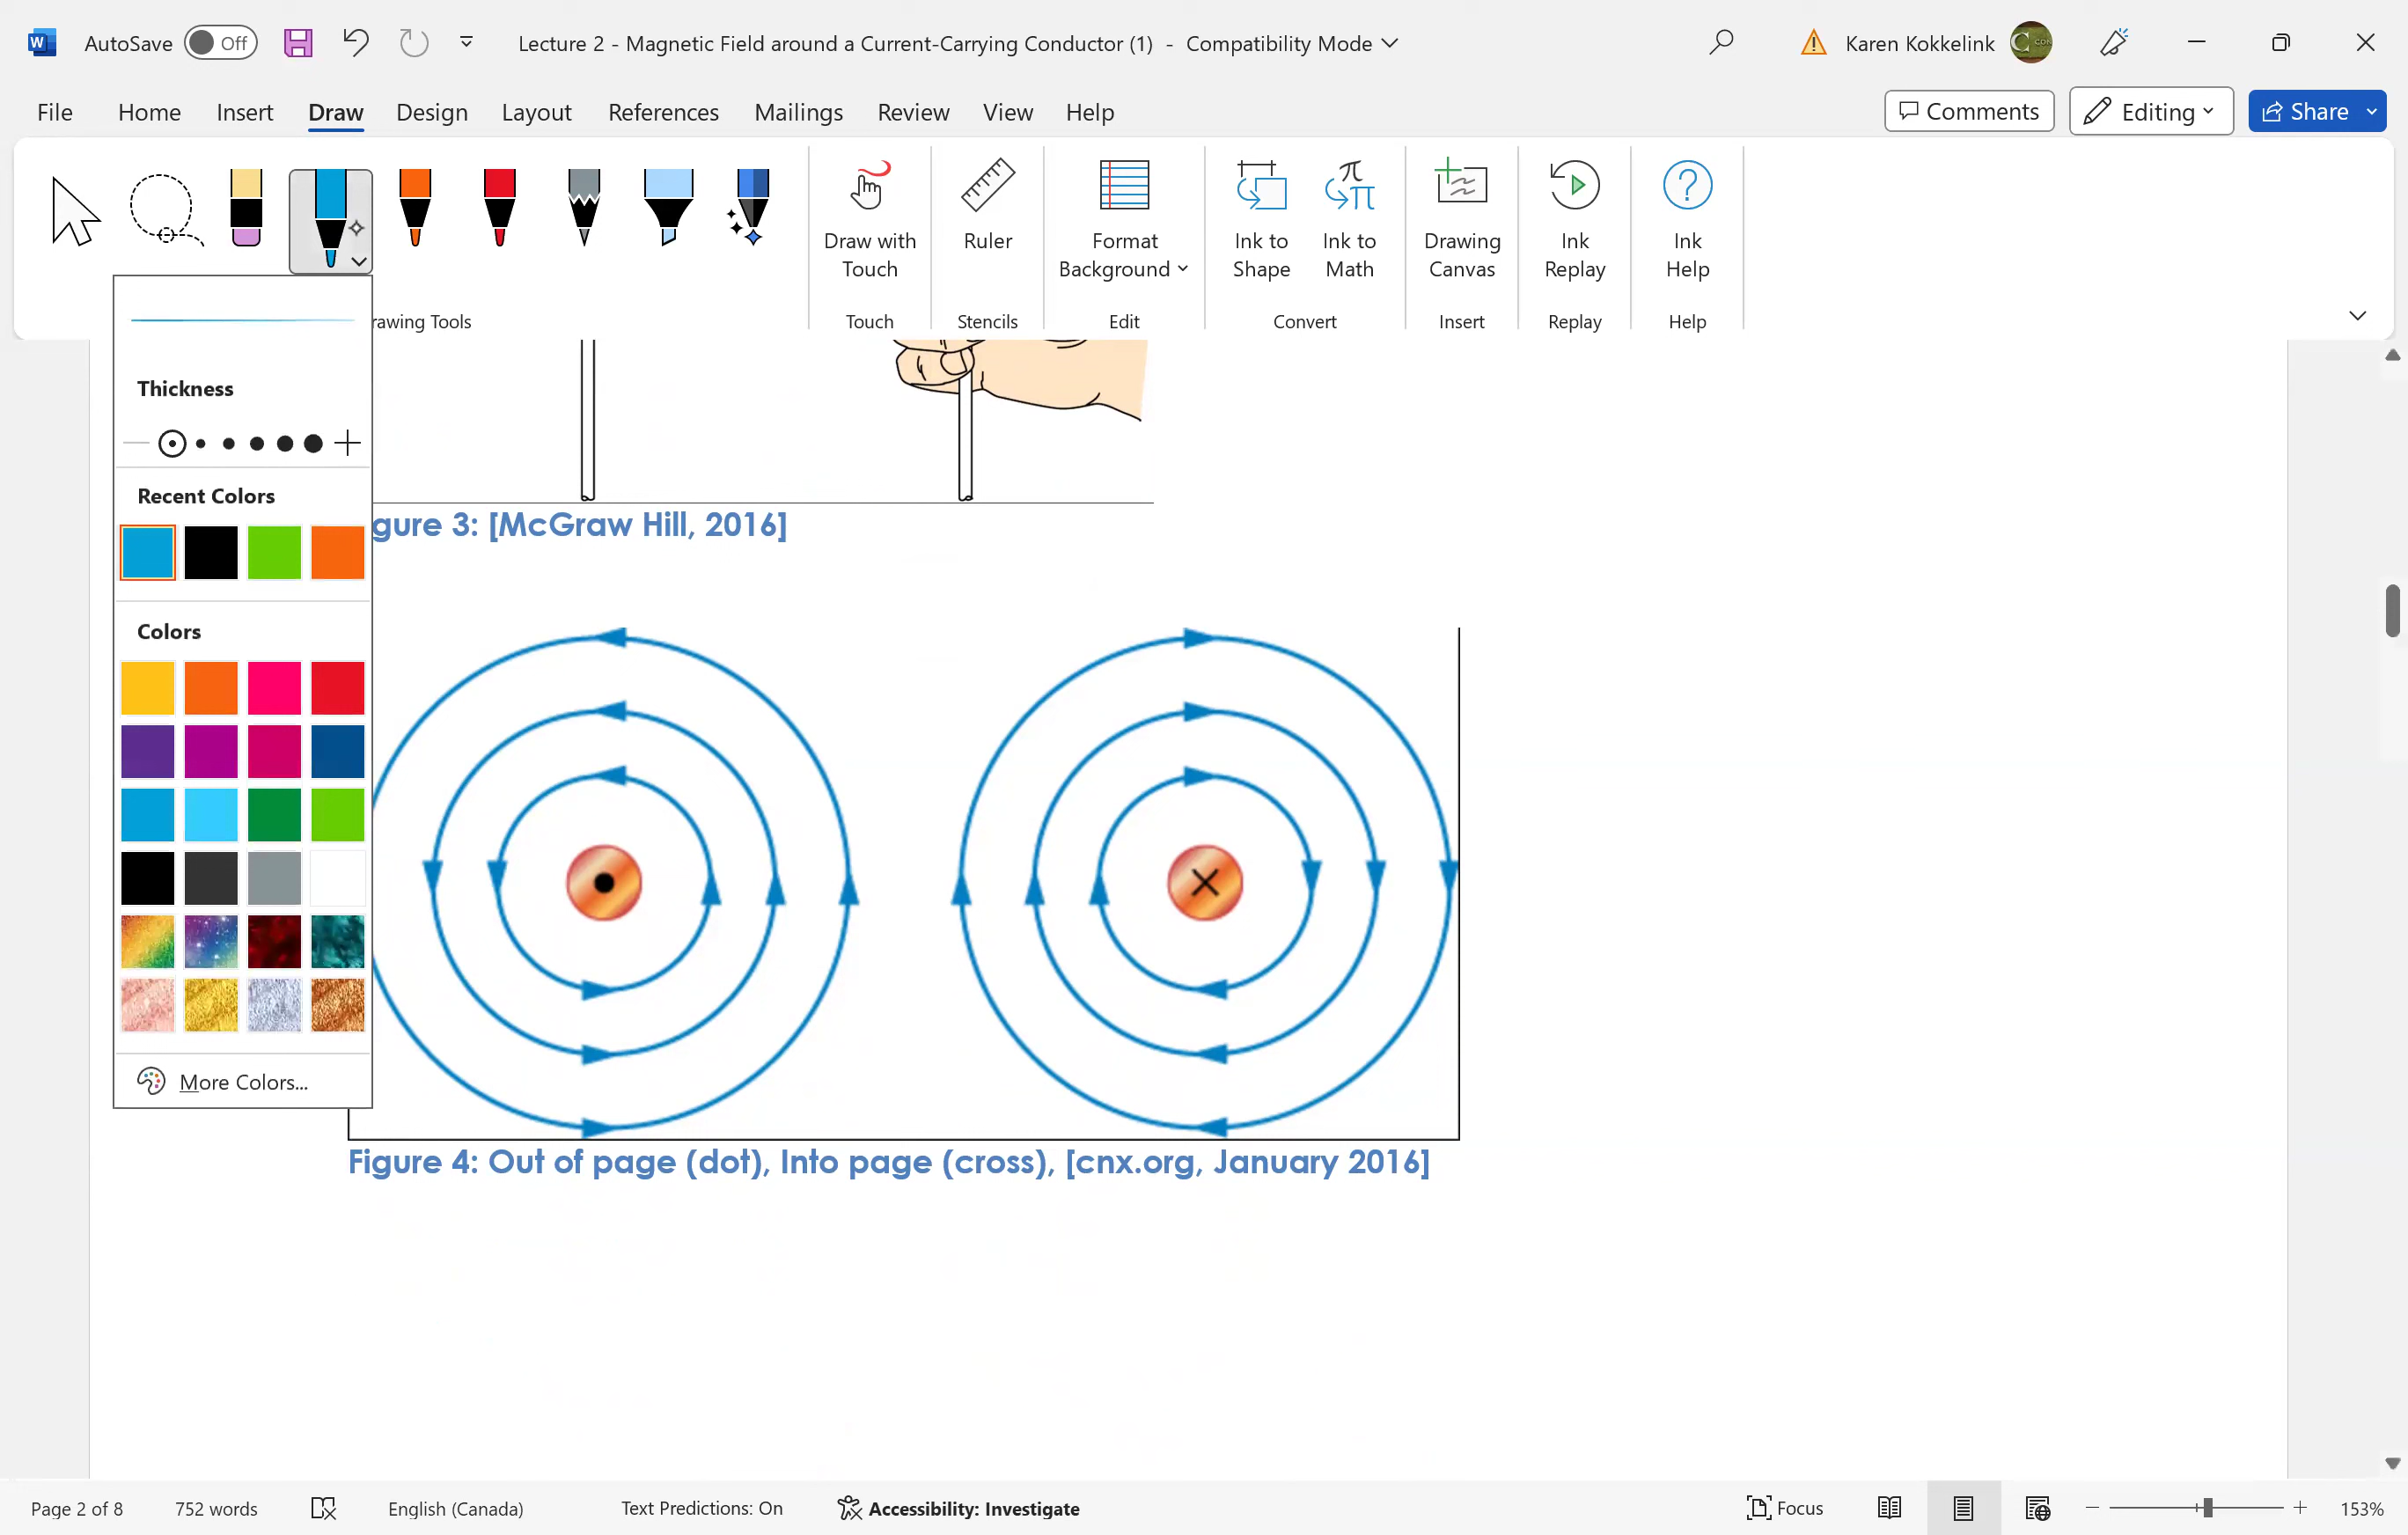 AutoSave Off Lecture 2 - Magnetic Field around a Current-Carrying Conductor (1) - Compatibility Mode Karen Kokkelink
File Home Insert Draw Design Layout References Mailings Review View Help Comments Editing Share
Draw with Touch
Ruler
Format Background
Ink to Shape
Ink to Math
Drawing Canvas
Ink Replay
Ink Help
rawing Tools Touch Stencils Edit Convert Insert Replay Help
Thickness
Recent Colors
Colors
More Colors...
gure 3: [McGraw Hill, 2016]
Figure 4: Out of page (dot), Into page (cross), [cnx.org, January 2016]
Page 2 of 8 752 words English (Canada) Text Predictions: On Accessibility: Investigate Focus 153%